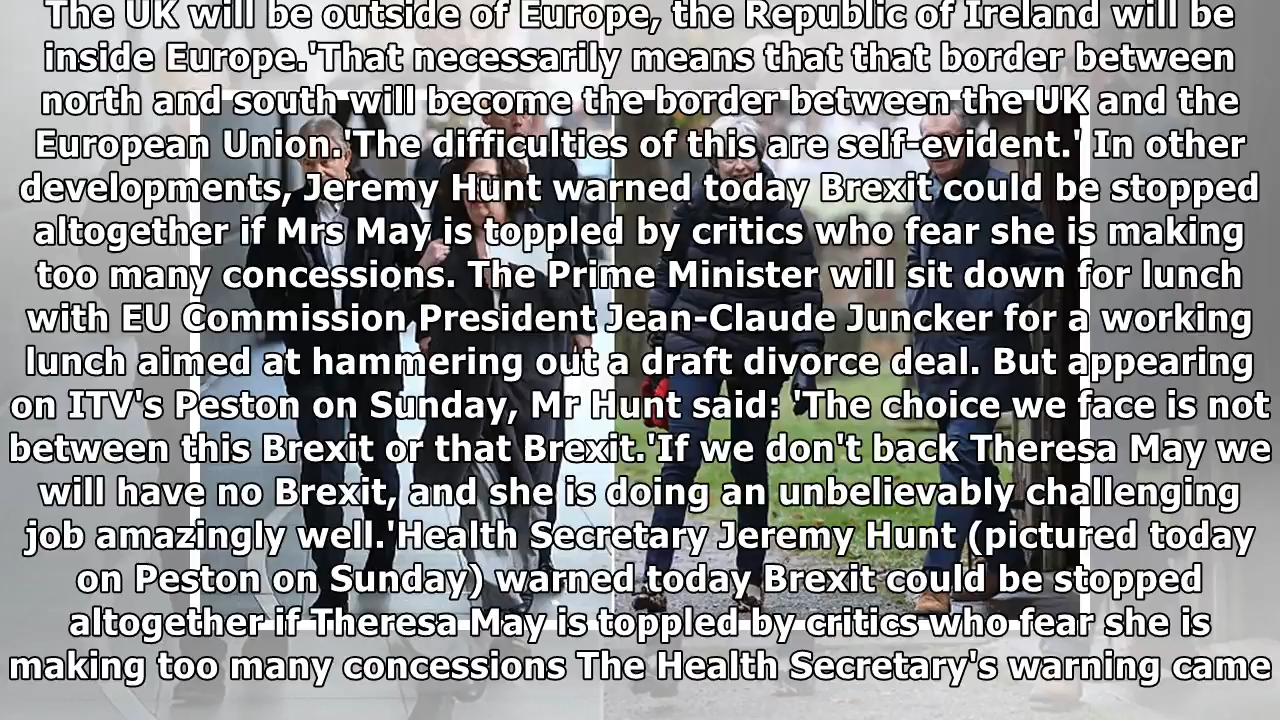 The UK will be outside of Europe, the Republic of Ireland will be
inside Europe.'That necessarily means that that border between
north and south will become the border between the UK and the
European Union.'The difficulties of this are self-evident.' In other
developments, Jeremy Hunt warned today Brexit could be stopped
altogether if Mrs May is toppled by critics who fear she is making
too many concessions. The Prime Minister will sit down for lunch
with EU Commission President Jean-Claude Juncker for a working
lunch aimed at hammering out a draft divorce deal. But appearing
on ITV's Peston on Sunday, Mr Hunt said: 'The choice we face is not
between this Brexit or that Brexit.'If we don't back Theresa May we
will have no Brexit, and she is doing an unbelievably challenging
job amazingly well.'Health Secretary Jeremy Hunt (pictured today
on Peston on Sunday) warned today Brexit could be stopped
altogether if Theresa May is toppled by critics who fear she is
making too many concessions The Health Secretary's warning came